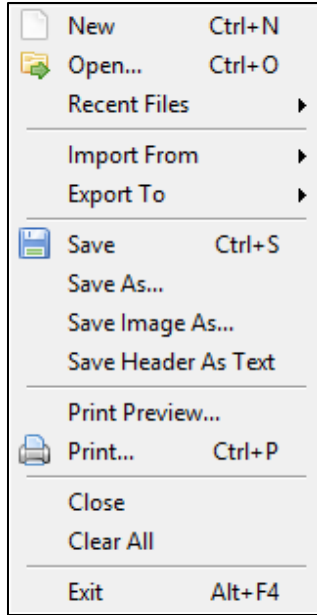 New Ctrl+N
Open... Ctrl+O
Recent Files
Import From
Export To
Save Ctrl+S
Save As...
Save Image As...
Save Header As Text
Print Preview...
Print... Ctrl+P
Close
Clear All
Exit Alt+F4